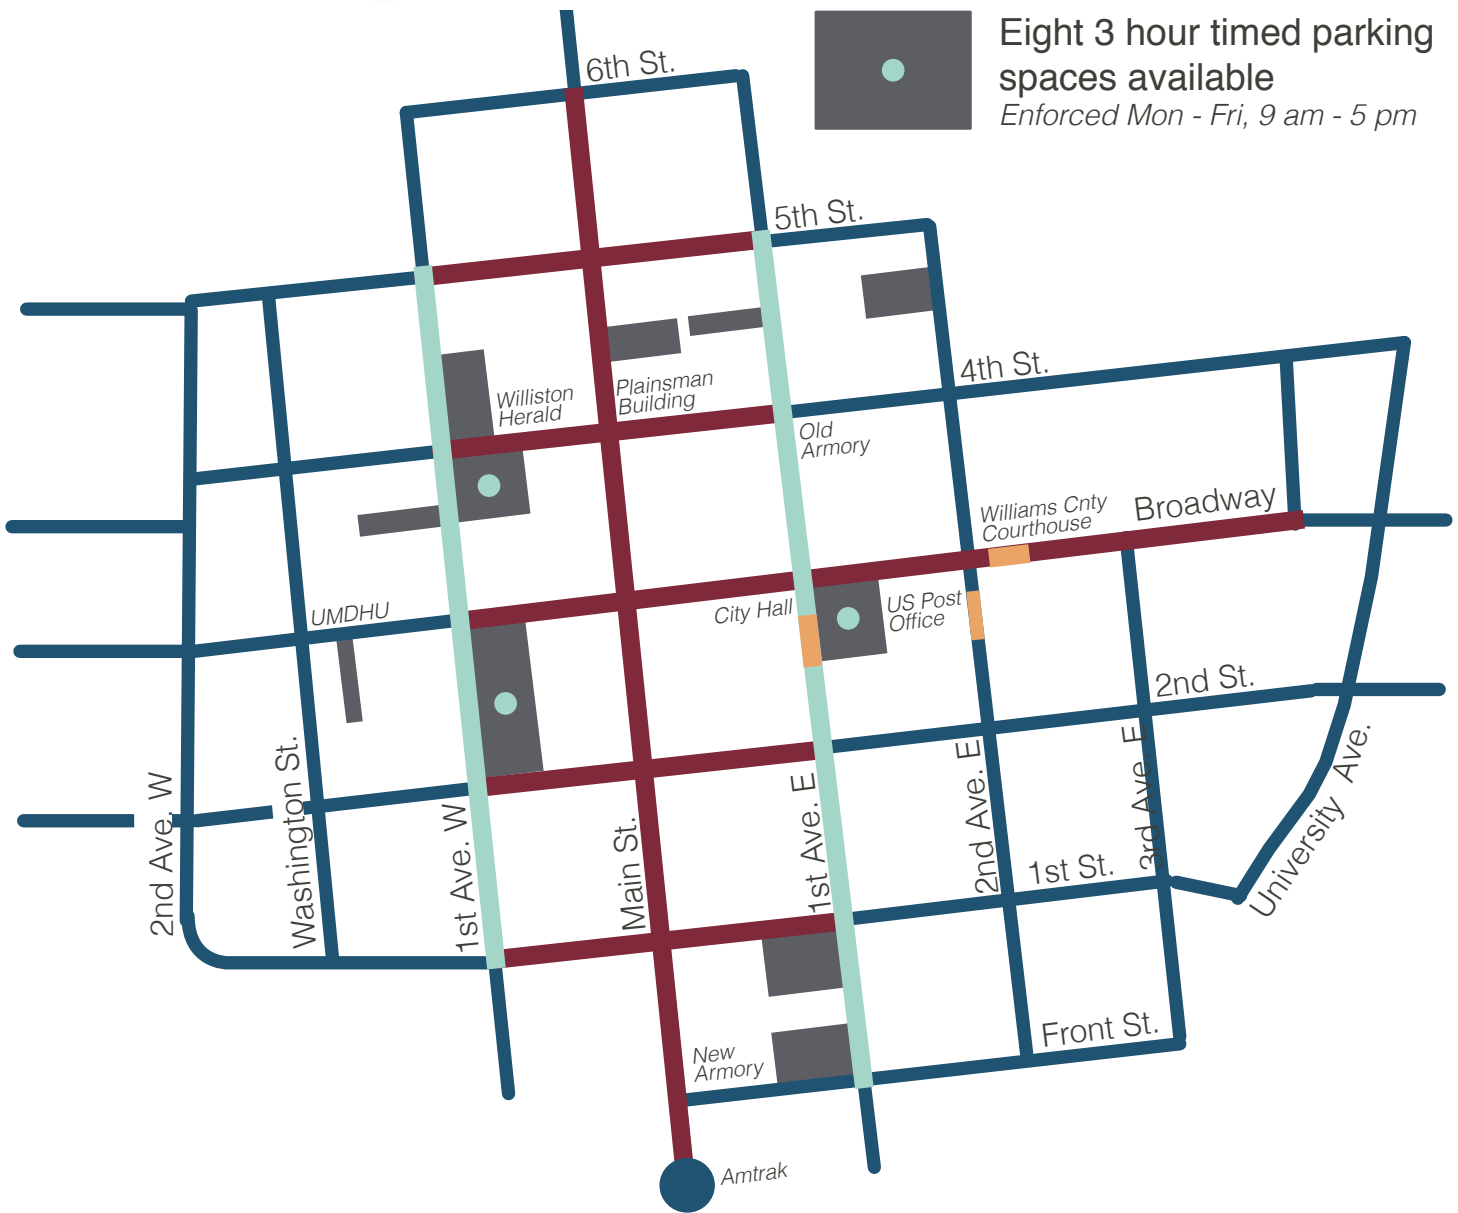 Eight 3 hour timed parking
spaces available
Enforced Mon - Fri, 9 am - 5 pm
6th St.
5th St.
4th St.
Williston
Herald
Plainsman
Building
Old
Armory
Williams Cnty
Courthouse
Broadway
UMDHU
City Hall
US Post
Office
2nd St.
2nd Ave. W
Washington St.
1st Ave. W
Main St.
1st Ave. E
2nd Ave. E
3rd Ave. E
University Ave.
1st St.
Front St.
New
Armory
Amtrak